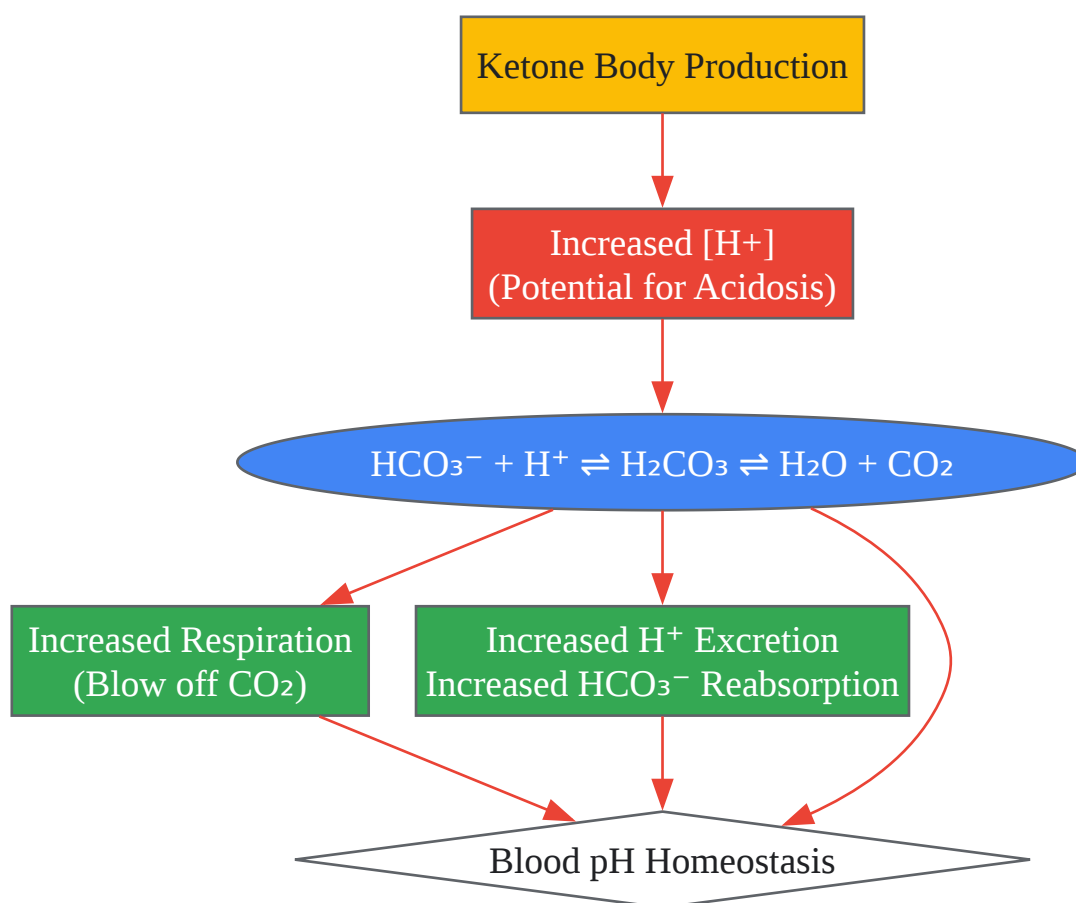 Ketone Body Production
Increased [H+]
(Potential for Acidosis)
HCO₃⁻ + H⁺ ⇌ H₂CO₃ ⇌ H₂O + CO₂
Increased Respiration
(Blow off CO₂)
Increased H⁺ Excretion
Increased HCO₃⁻ Reabsorption
Blood pH Homeostasis